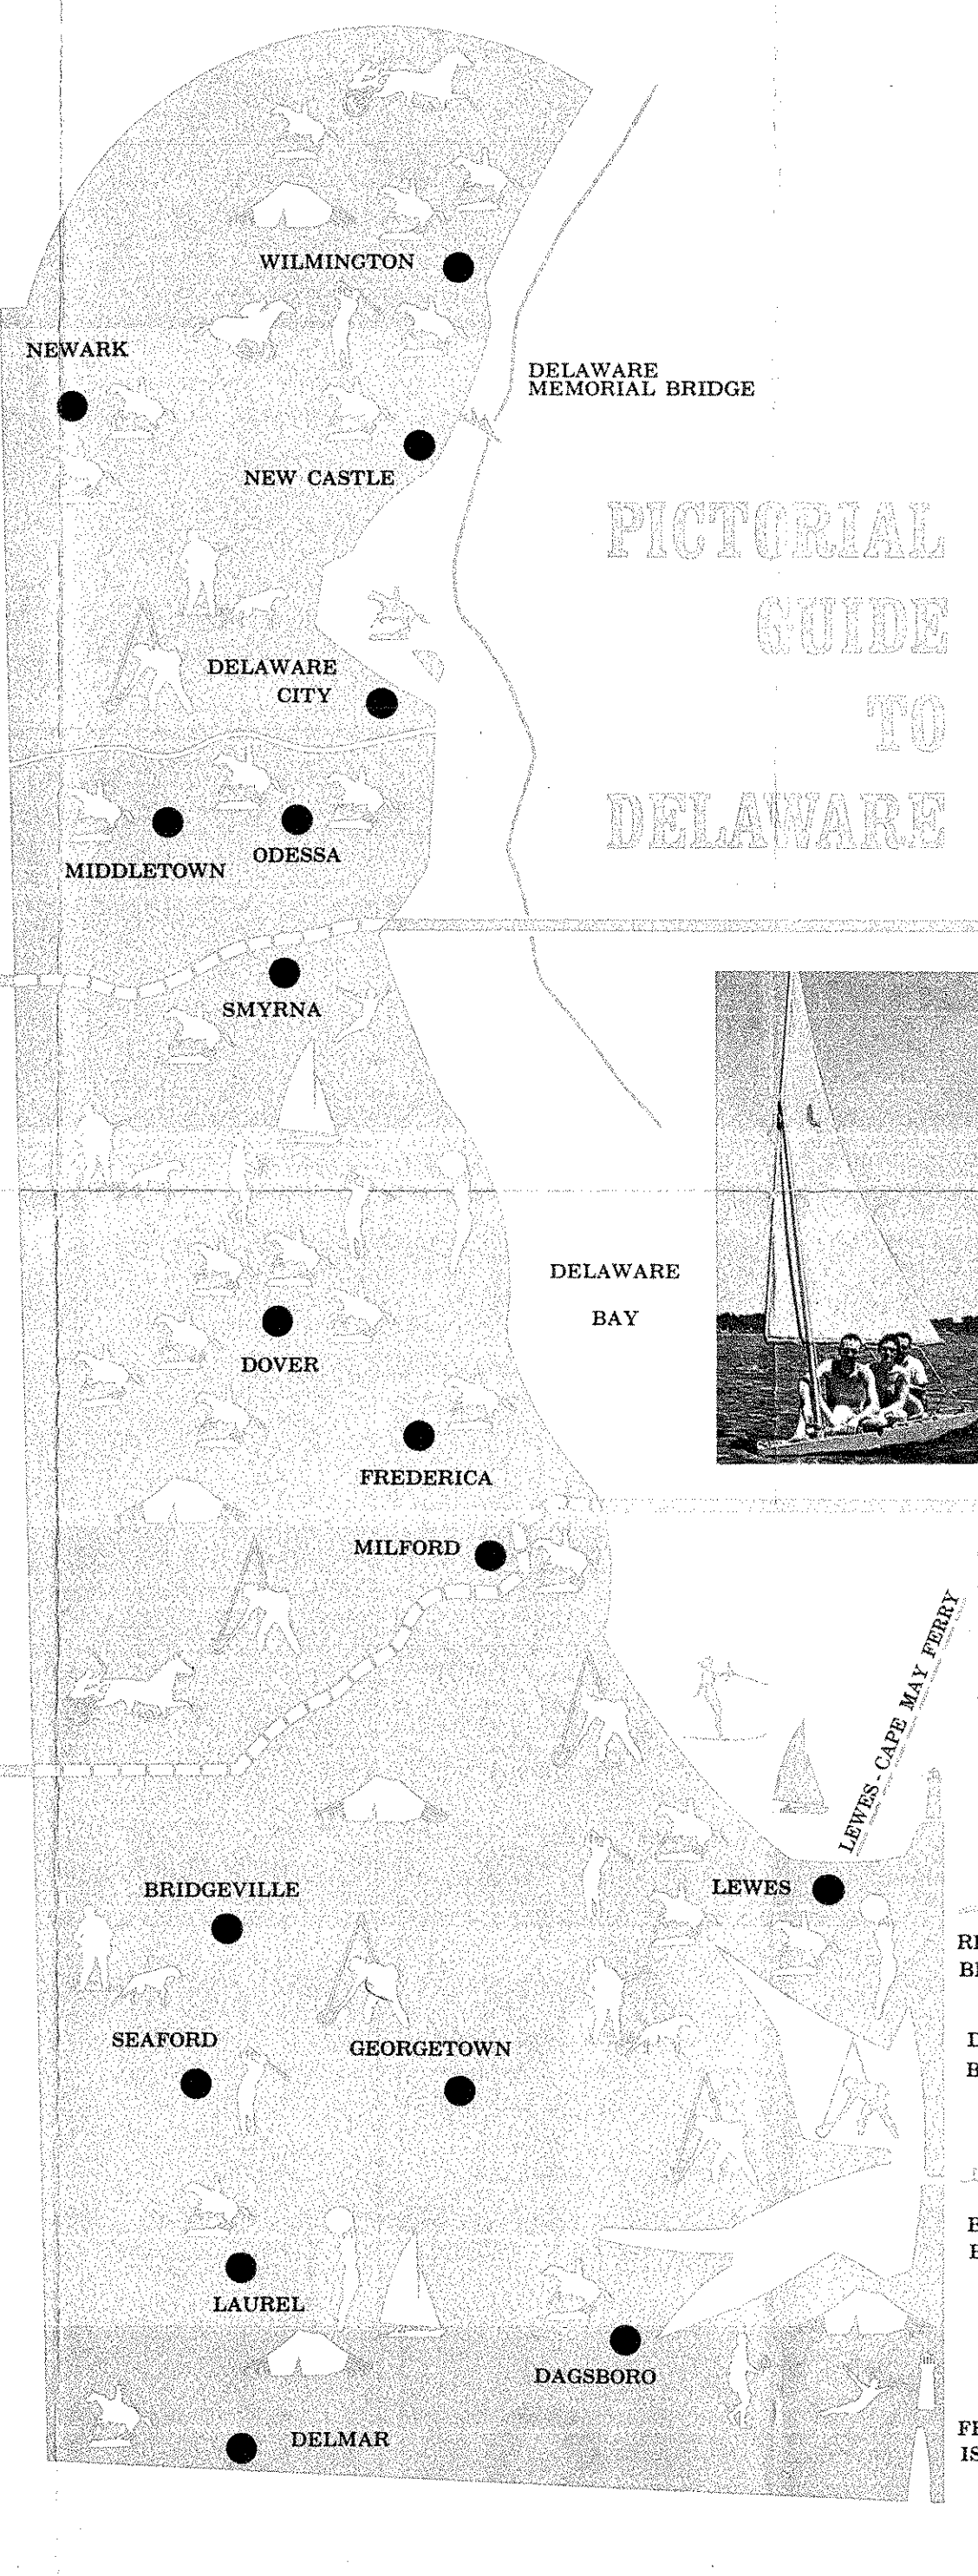 WILMINGTON
NEWARK
DELAWARE
MEMORIAL BRIDGE
NEW CASTLE
PICTORIAL
GUIDE
TO
DELAWARE
DELAWARE
CITY
ODESSA
MIDDLETOWN
SMYRNA
DELAWARE
BAY
DOVER
FREDERICA
MILFORD
LEWES - CAPE MAY FERRY
BRIDGEVILLE
LEWES
SEAFORD
GEORGETOWN
LAUREL
DAGSBORO
DELMAR